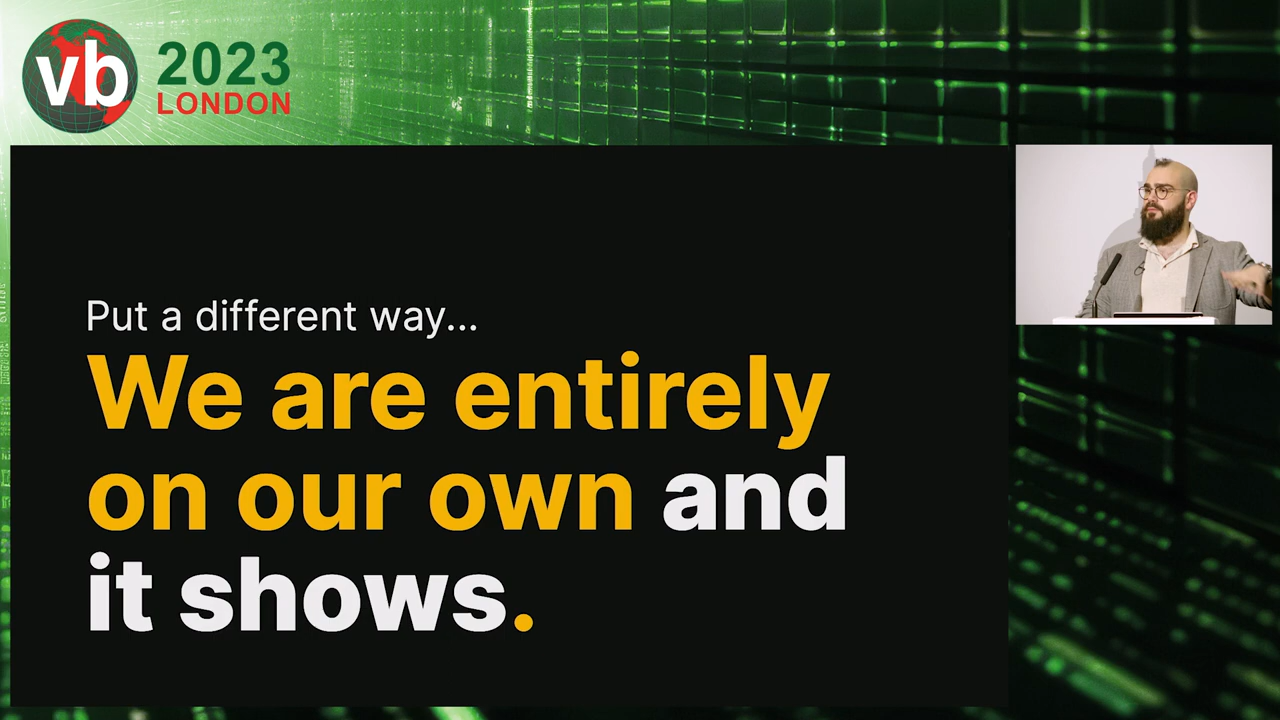 vb 2023
LONDON
Put a different way...
We are entirely
on our own and
it shows.